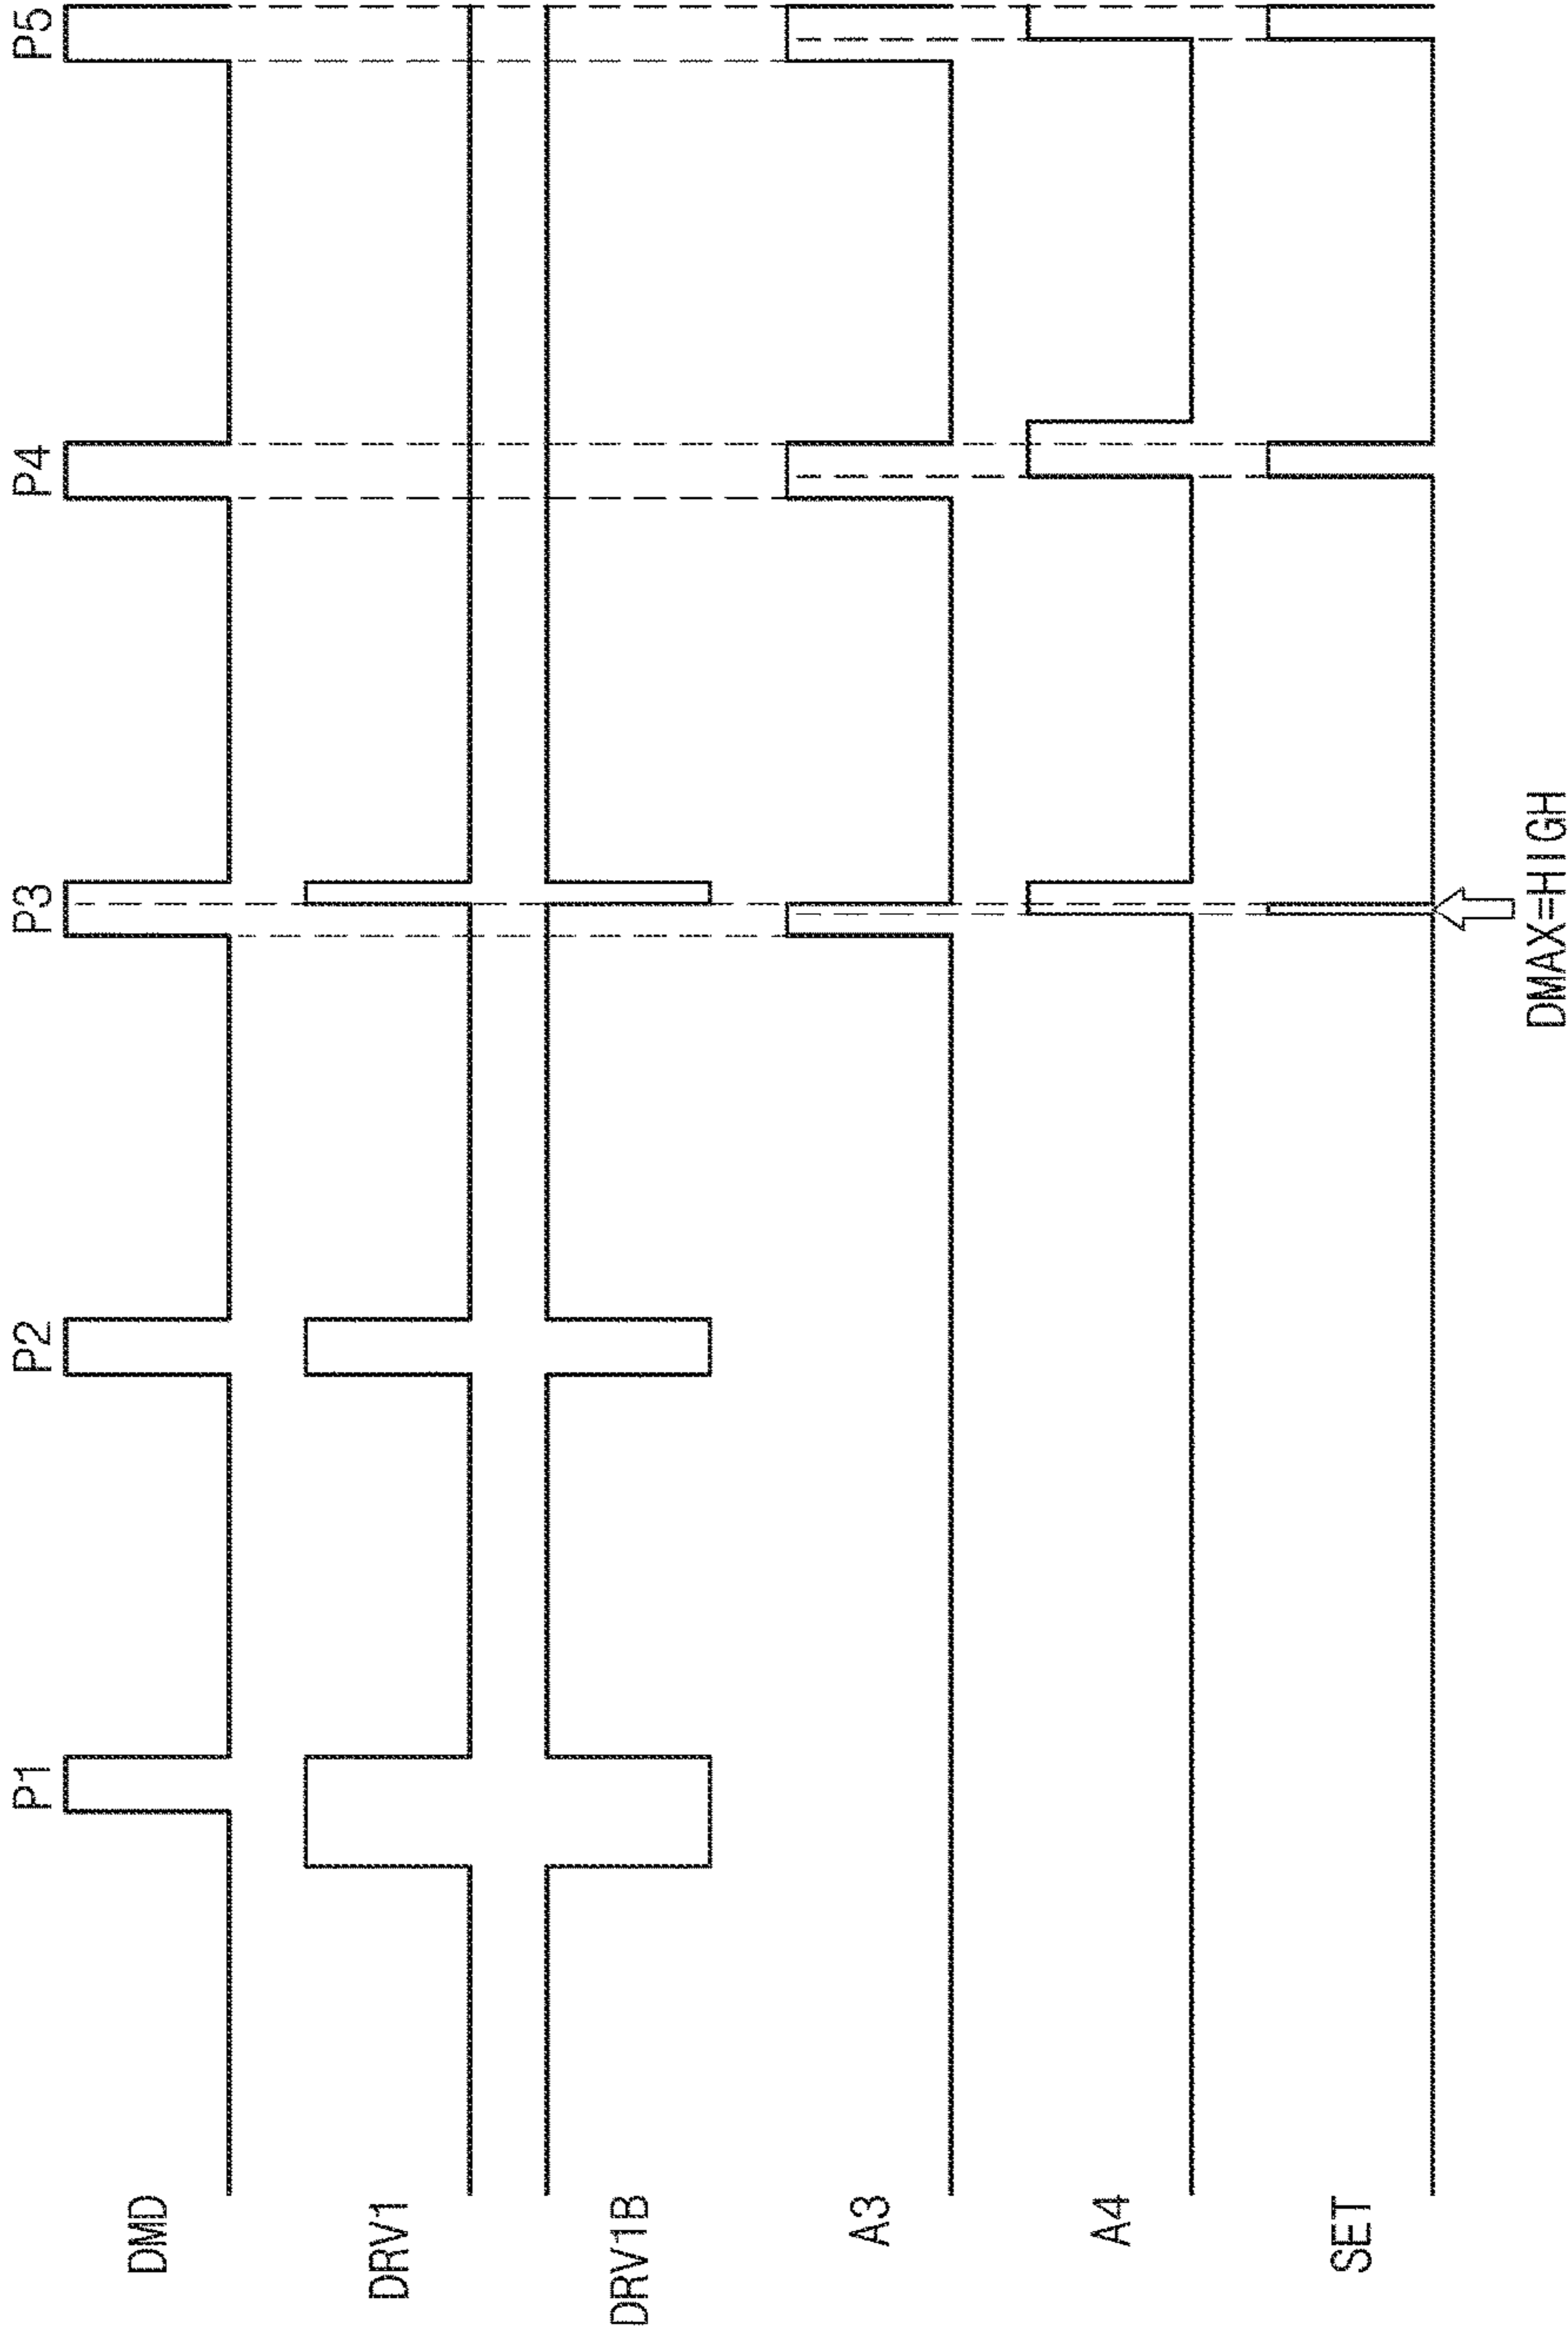 P1
P2
P3
P4
P5
DMD
DRV1
DRV1B
A3
A4
SET
DMAX=HIGH